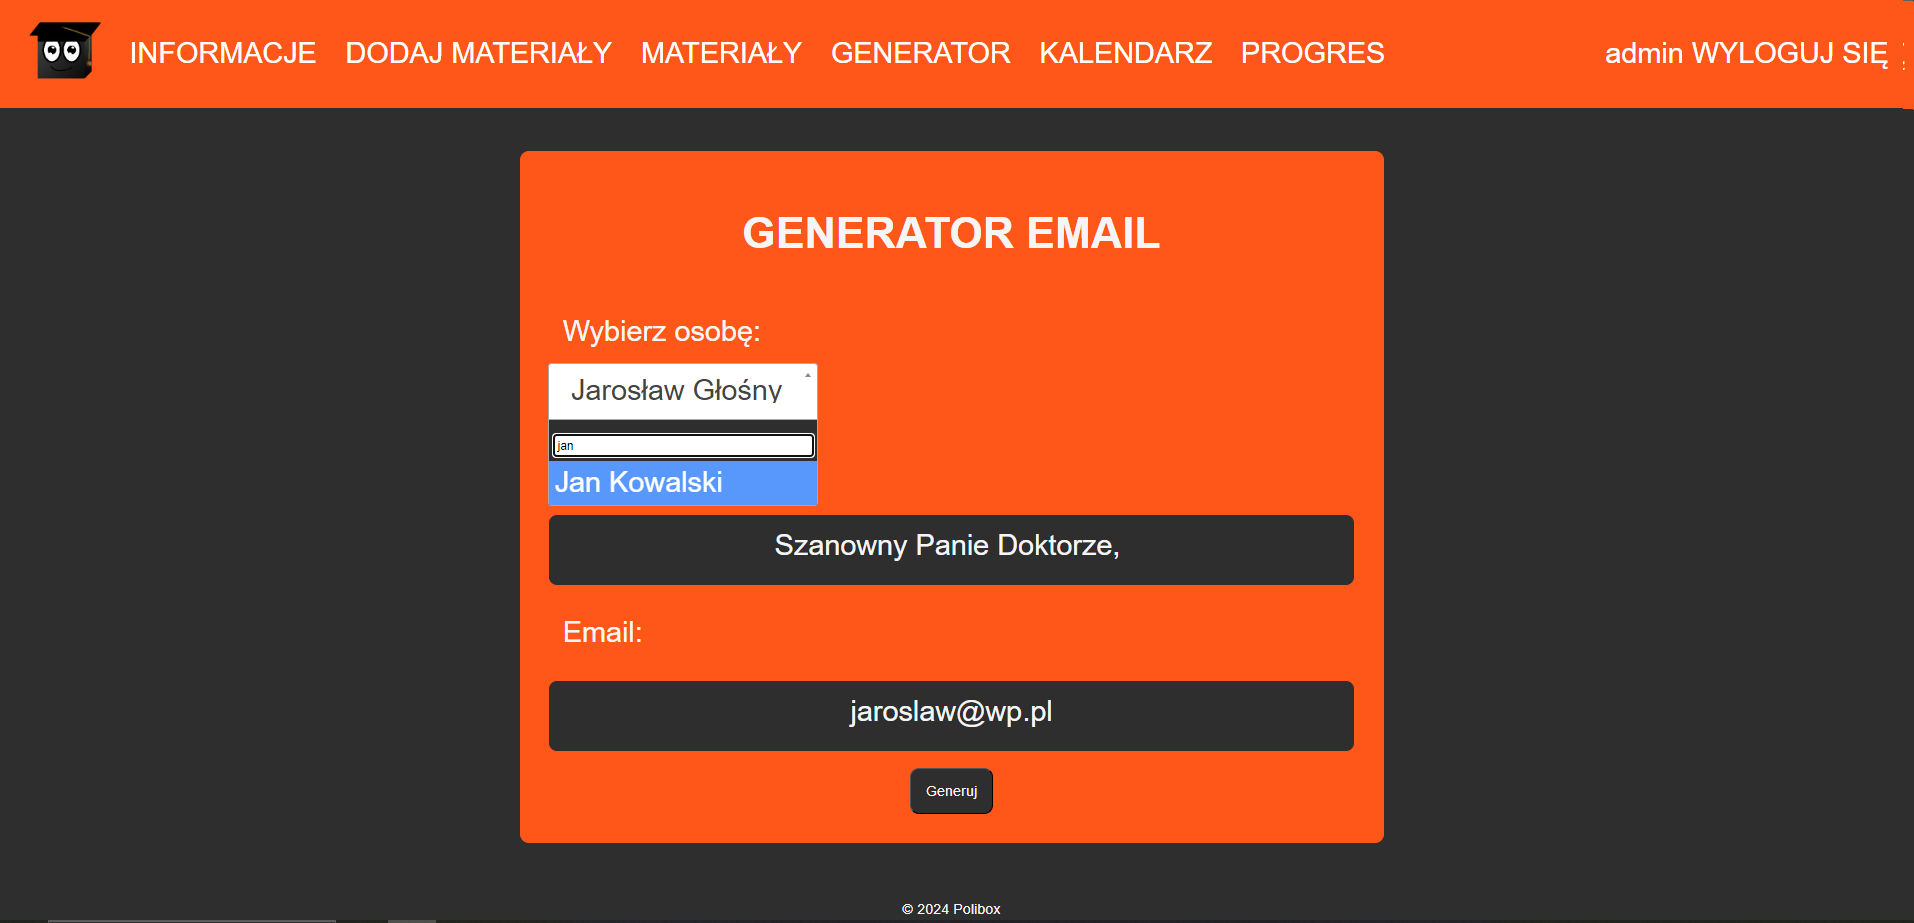 INFORMACJE DODAJ MATERIAŁY MATERIAŁY GENERATOR KALENDARZ PROGRES admin WYLOGUJ SIĘ
GENERATOR EMAIL
Wybierz osobę:
Jarosław Głośny
jan
Jan Kowalski
Szanowny Panie Doktorze,
Email:
jaroslaw@wp.pl
Generuj
© 2024 Polibox